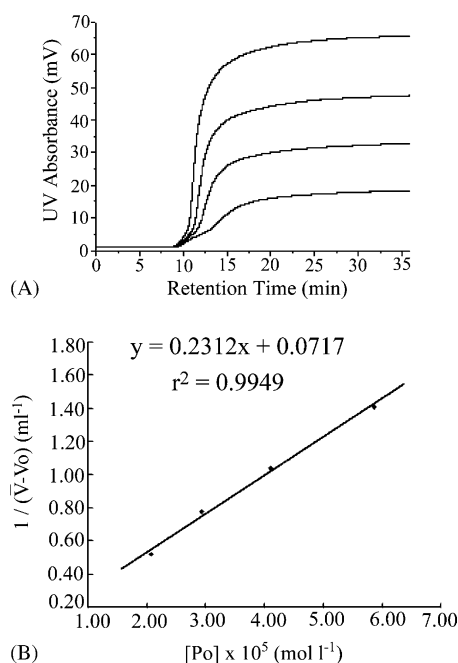 70
60
50
40
30
20
10
0
UV Absorbance (mV)
0 5 10 15 20 25 30 35
(A) Retention Time (min)
y = 0.2312x + 0.0717
r² = 0.9949
1.80
1.60
1.40
1.20
1.00
0.80
0.60
0.40
0.20
1 / (V̅-Vo) (ml⁻¹)
1.00 2.00 3.00 4.00 5.00 6.00 7.00
(B) [Po] x 10⁵ (mol l⁻¹)